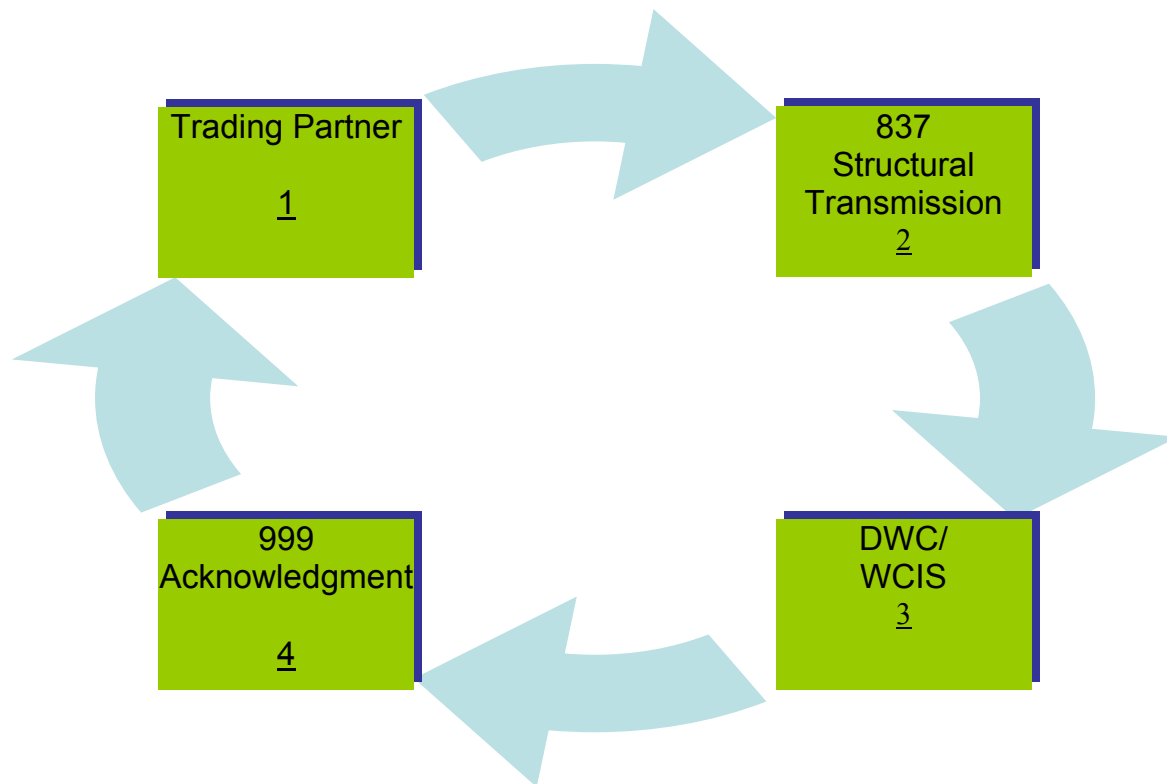 Trading Partner
1
837
Structural
Transmission
2
DWC/
WCIS
3
999
Acknowledgment
4